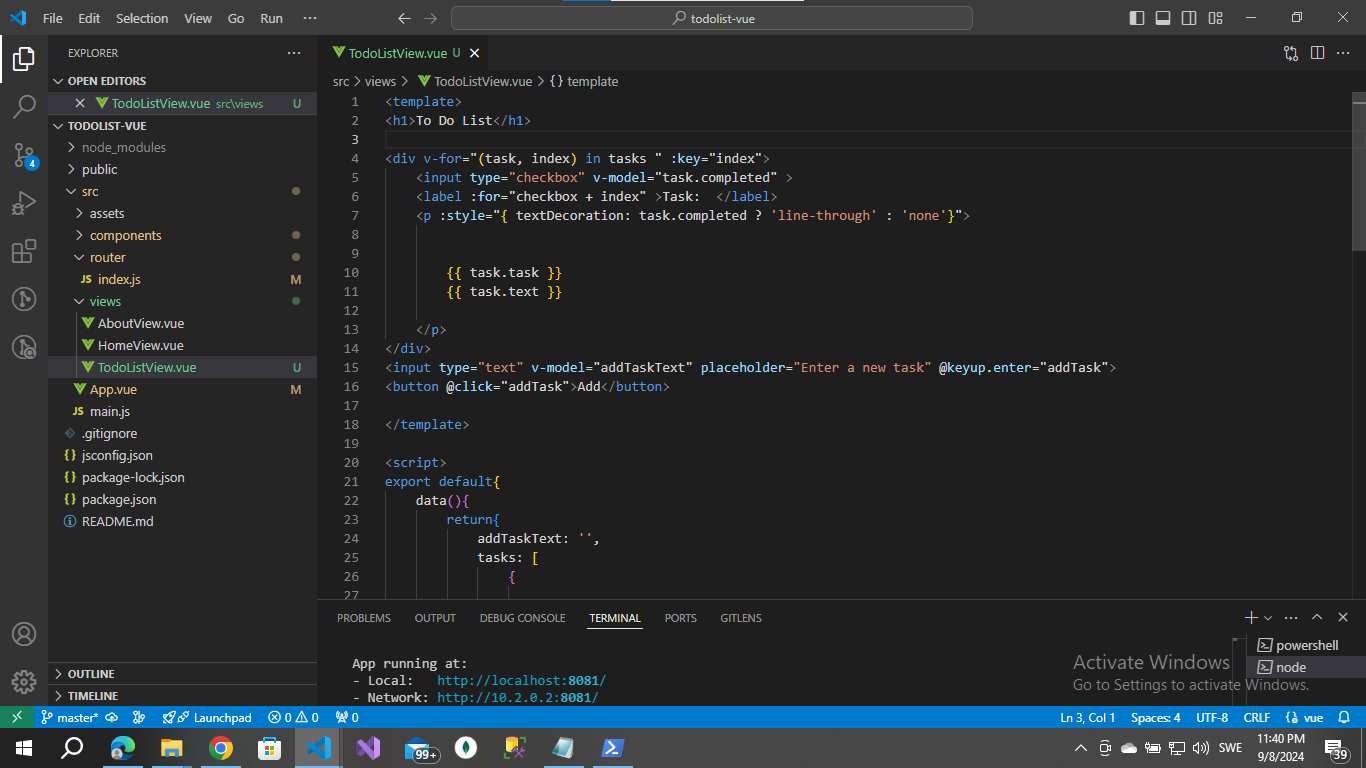 File Edit Selection View Go Run ···
todolist-vue
EXPLORER ···
OPEN EDITORS
TodoListView.vue src\views U
TODOLIST-VUE
node_modules
public
src
assets
components
router
JS index.js M
views
AboutView.vue
HomeView.vue
TodoListView.vue U
App.vue M
JS main.js
.gitignore
{} jsconfig.json
{} package-lock.json
{} package.json
README.md
OUTLINE
TIMELINE
4
TodoListView.vue U
src > views > TodoListView.vue > {} template
1 <template>
2 <h1>To Do List</h1>
3
4 <div v-for="(task, index) in tasks " :key="index">
5 <input type="checkbox" v-model="task.completed" >
6 <label :for="checkbox + index" >Task:  </label>
7 <p :style="{ textDecoration: task.completed ? 'line-through' : 'none'}">
8
9
10 {{ task.task }}
11 {{ task.text }}
12
13 </p>
14 </div>
15 <input type="text" v-model="addTaskText" placeholder="Enter a new task" @keyup.enter="addTask">
16 <button @click="addTask">Add</button>
17
18 </template>
19
20 <script>
21 export default{
22 data(){
23 return{
24 addTaskText: '',
25 tasks: [
26 {
27
PROBLEMS OUTPUT DEBUG CONSOLE TERMINAL PORTS GITLENS
App running at:
- Local:   http://localhost:8081/
- Network: http://10.2.0.2:8081/
powershell
node
Activate Windows
Go to Settings to activate Windows.
master* Launchpad 0 0 0
Ln 3, Col 1 Spaces: 4 UTF-8 CRLF vue
99+
SWE
11:40 PM
9/8/2024
39